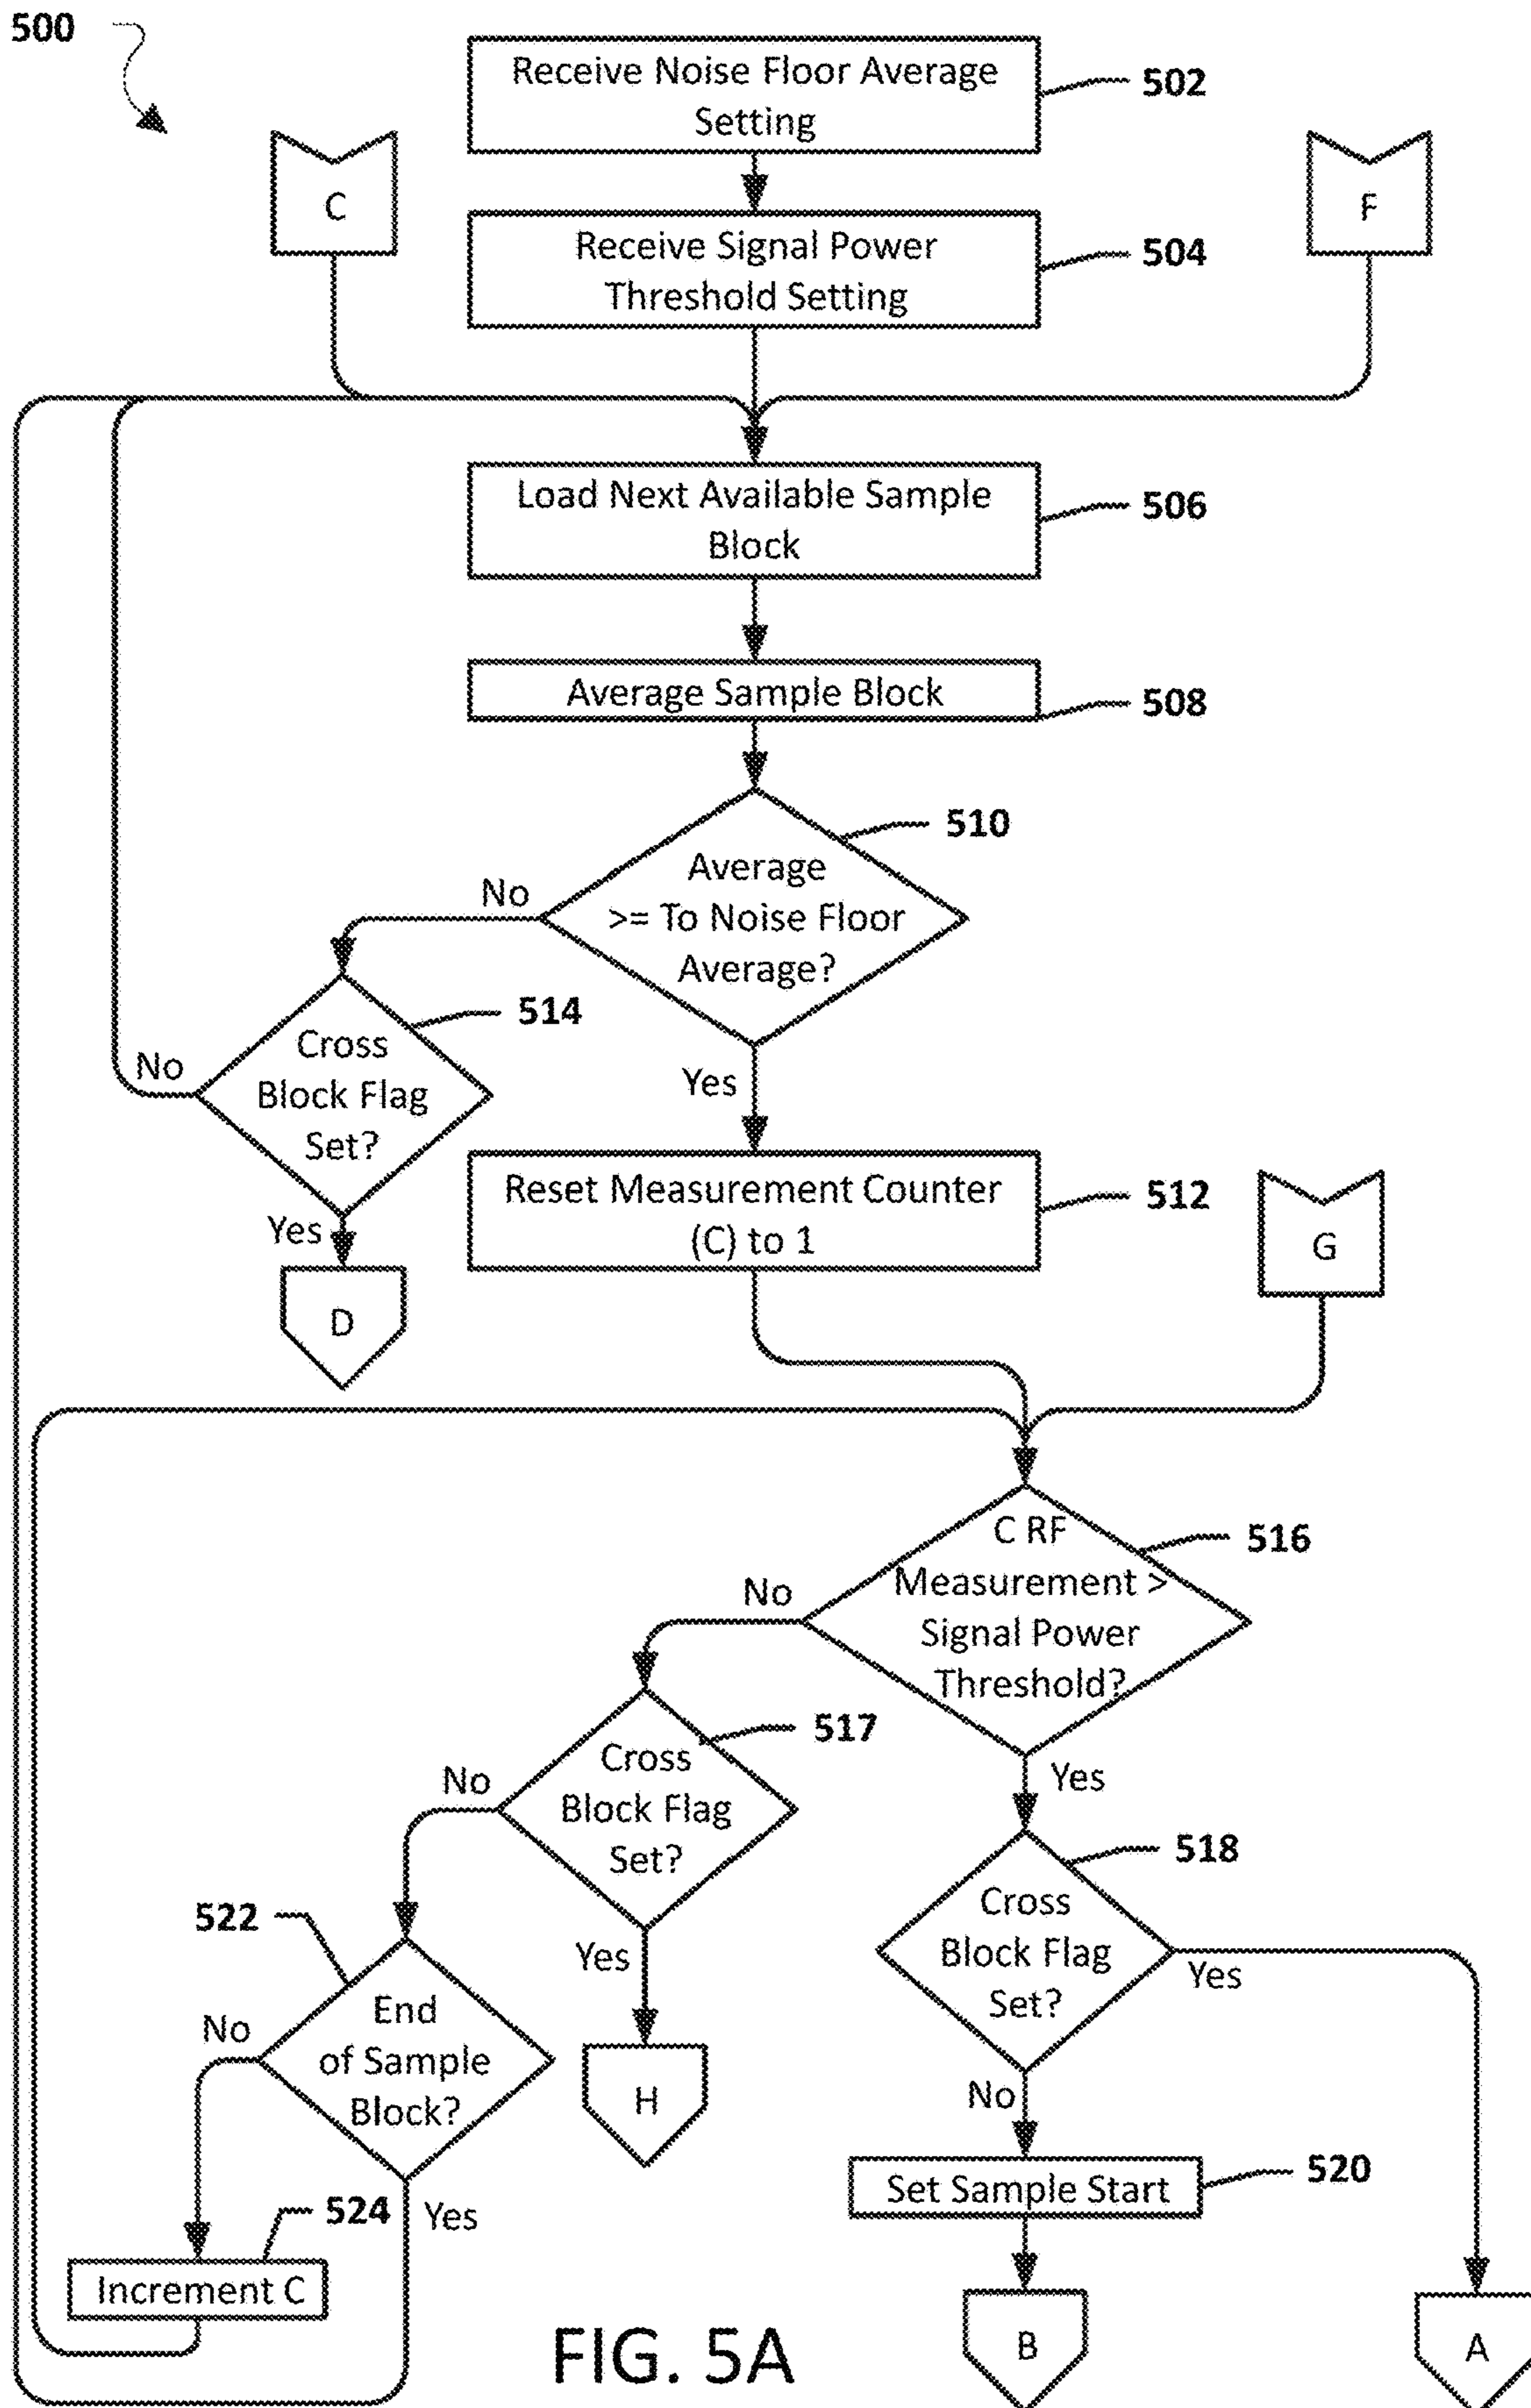 500
Receive Noise Floor Average
Setting
502
C
F
Receive Signal Power
Threshold Setting
504
Load Next Available Sample
Block
506
Average Sample Block
508
510
Average
>= To Noise Floor
Average?
No
514
Cross
Block Flag
Set?
No
Yes
Yes
D
Reset Measurement Counter
(C) to 1
512
G
C RF
Measurement >
Signal Power
Threshold?
516
No
517
Cross
Block Flag
Set?
No
Yes
Yes
518
Cross
Block Flag
Set?
Yes
522
End
of Sample
Block?
No
H
No
Set Sample Start
520
524
Yes
Increment C
B
A
FIG. 5A